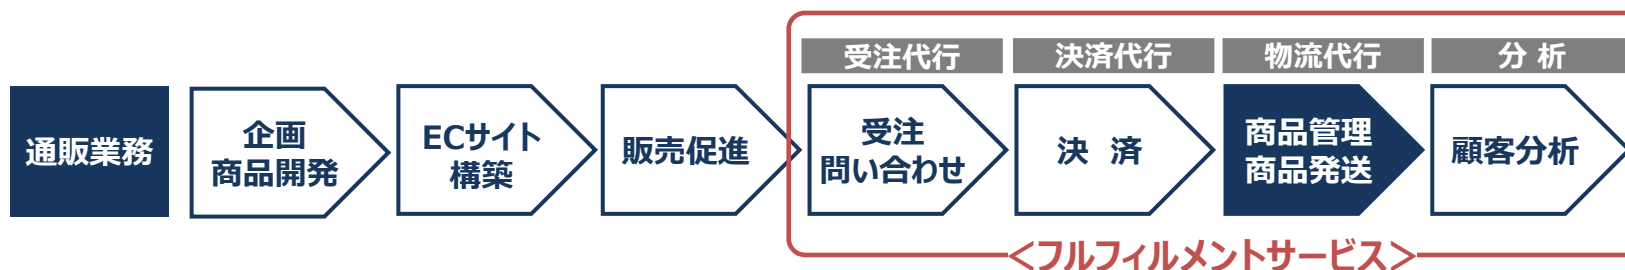 受注代行
決済代行
物流代行
分 析
通販業務
企画
商品開発
ECサイト
構築
販売促進
受注
問い合わせ
決 済
商品管理
商品発送
顧客分析
<フルフィルメントサービス>